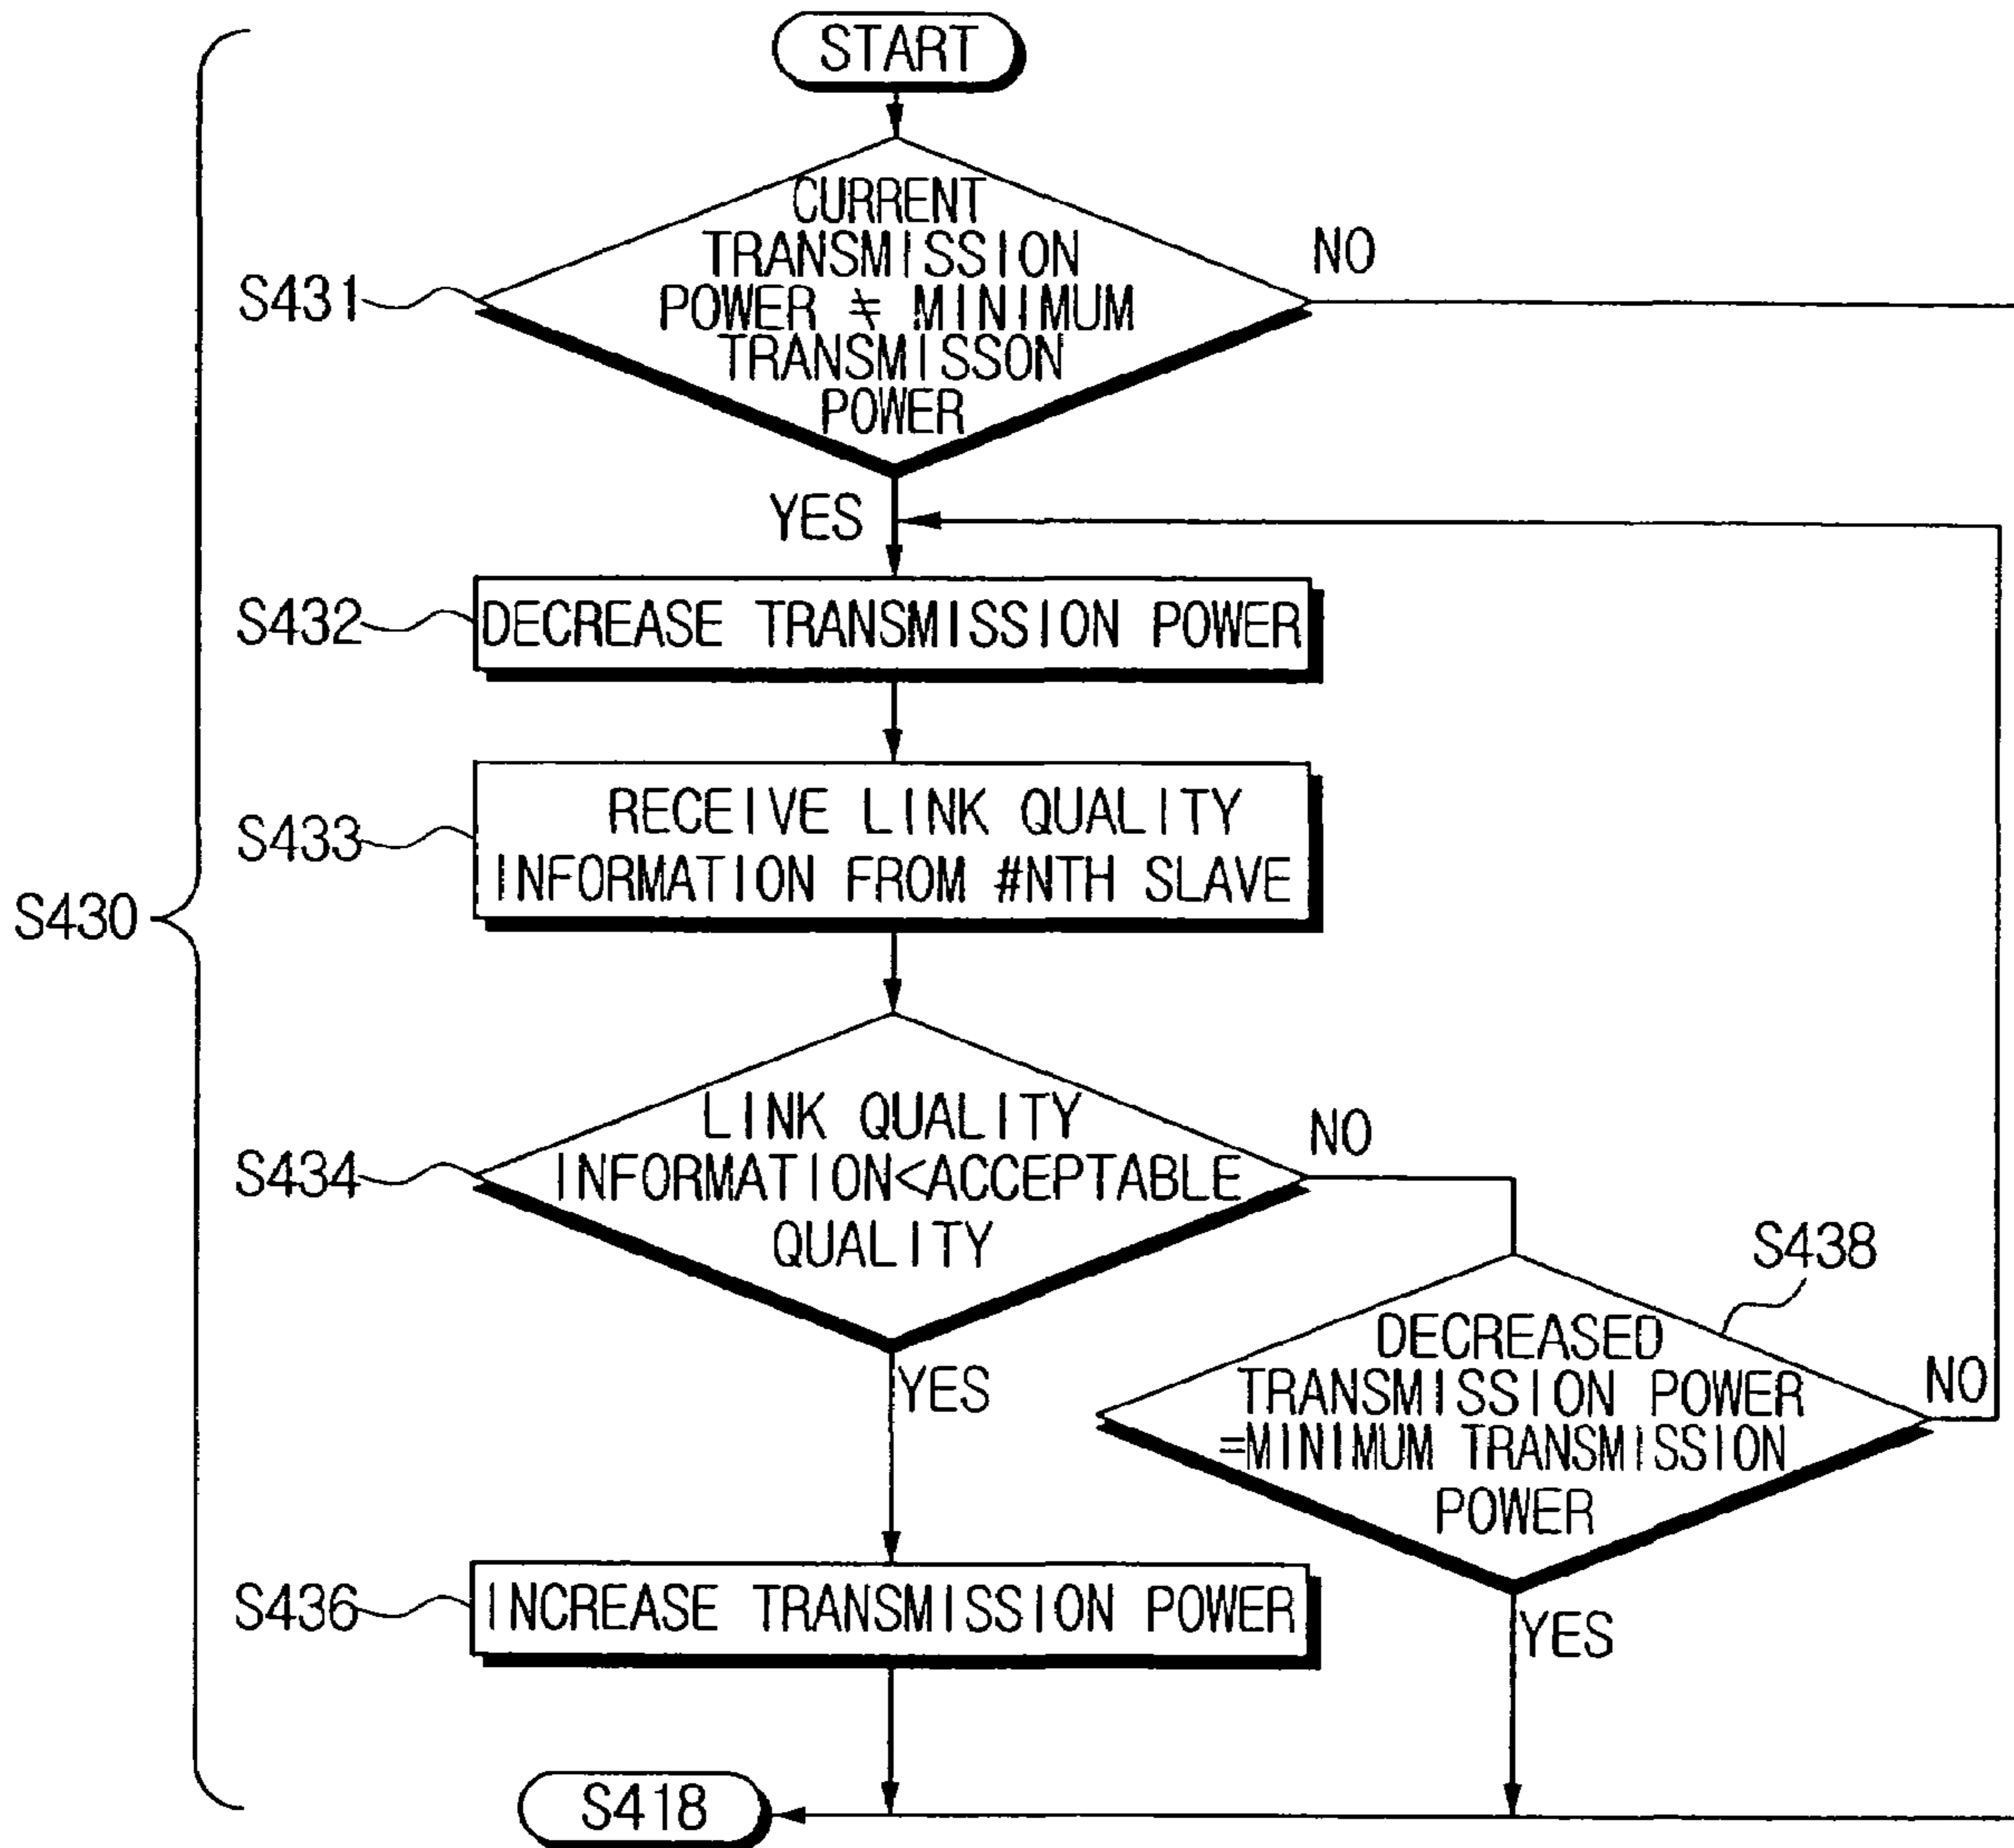 START
CURRENT
TRANSMISSION
POWER ≠ MINIMUM
TRANSMISSON
POWER
NO
S431
YES
S432
DECREASE TRANSMISSION POWER
S433
RECEIVE LINK QUALITY
INFORMATION FROM #NTH SLAVE
S430
S434
LINK QUALITY
INFORMATION<ACCEPTABLE
QUALITY
NO
YES
S438
DECREASED
TRANSMISSION POWER
=MINIMUM TRANSMISSION
POWER
NO
YES
S436
INCREASE TRANSMISSION POWER
S418